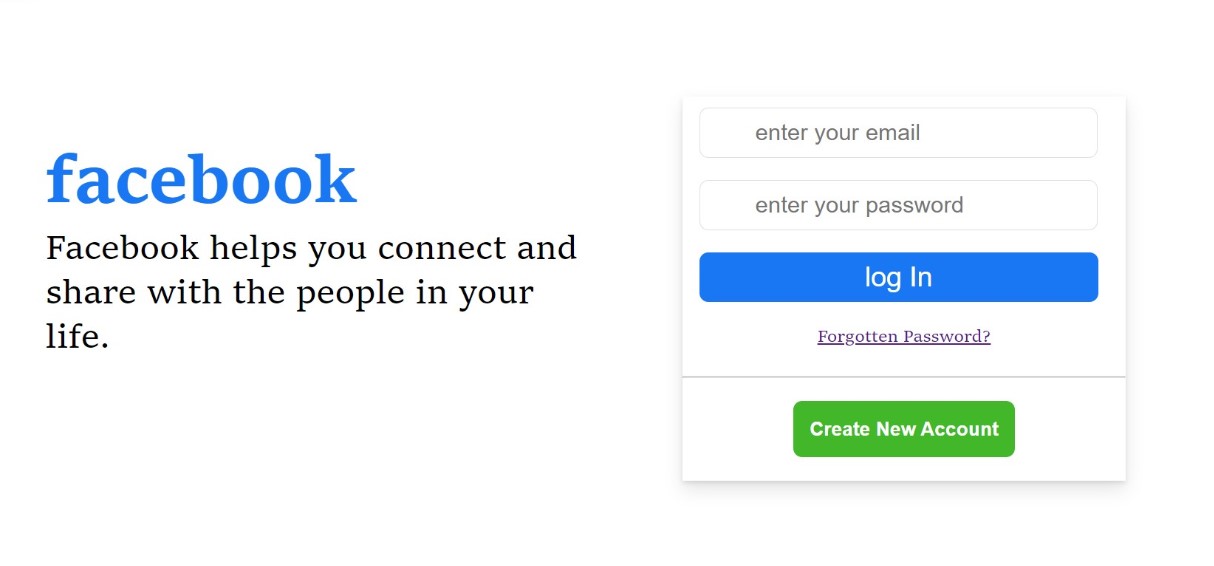 facebook
Facebook helps you connect and
share with the people in your
life.
enter your email
enter your password
log In
Forgotten Password?
Create New Account